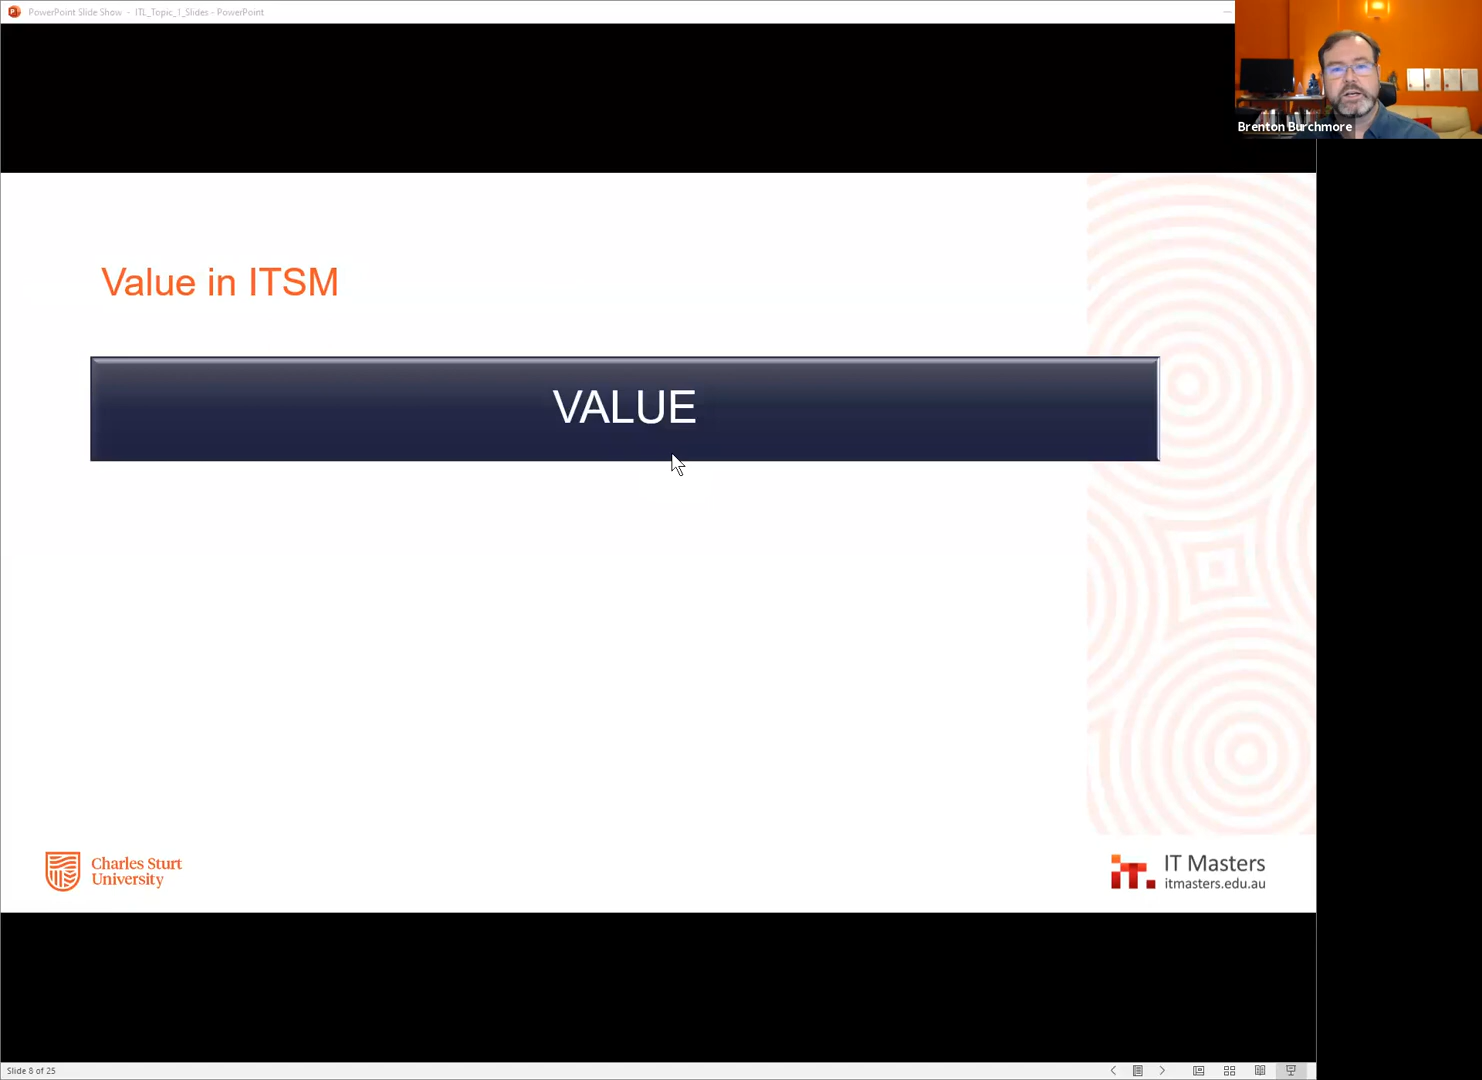 PowerPoint Slide Show - ITL_Topic_1_Slides - PowerPoint
Brenton Burchmore
Value in ITSM
VALUE
Charles Sturt
University
IT Masters
itmasters.edu.au
Slide 8 of 25